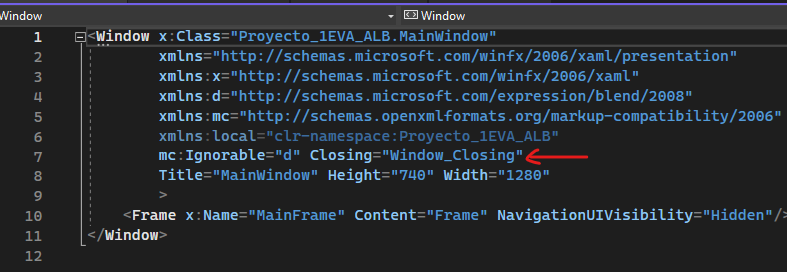 Window Window
1 <Window x:Class="Proyecto_1EVA_ALB.MainWindow"
2 xmlns="http://schemas.microsoft.com/winfx/2006/xaml/presentation"
3 xmlns:x="http://schemas.microsoft.com/winfx/2006/xaml"
4 xmlns:d="http://schemas.microsoft.com/expression/blend/2008"
5 xmlns:mc="http://schemas.openxmlformats.org/markup-compatibility/2006"
6 xmlns:local="clr-namespace:Proyecto_1EVA_ALB"
7 mc:Ignorable="d" Closing="Window_Closing"
8 Title="MainWindow" Height="740" Width="1280"
9 >
10 <Frame x:Name="MainFrame" Content="Frame" NavigationUIVisibility="Hidden"/>
11 </Window>
12